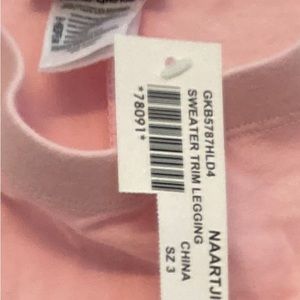 GKB5787HLD4
SWEATER TRIM LEGGING
*78091*
NAARTJI
CHINA
SZ 3